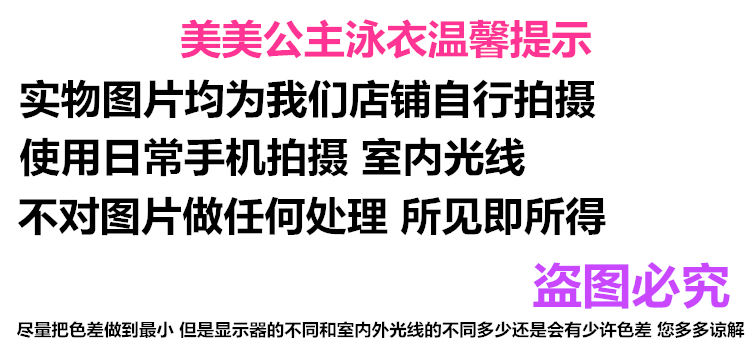 美美公主泳衣温馨提示
实物图片均为我们店铺自行拍摄
使用日常手机拍摄 室内光线
不对图片做任何处理 所见即所得
盗图必究
尽量把色差做到最小 但是显示器的不同和室内外光线的不同多少还是会有少许色差 您多多谅解